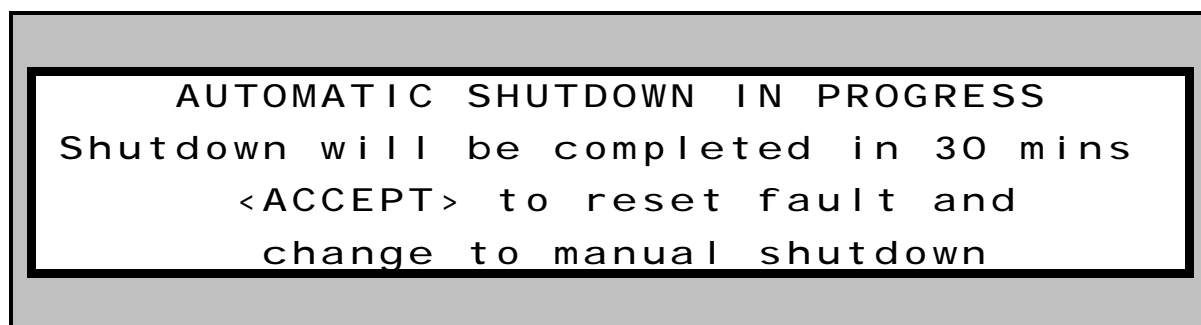 AUTOMATIC SHUTDOWN IN PROGRESS
Shutdown will be completed in 30 mins
<ACCEPT> to reset fault and
change to manual shutdown